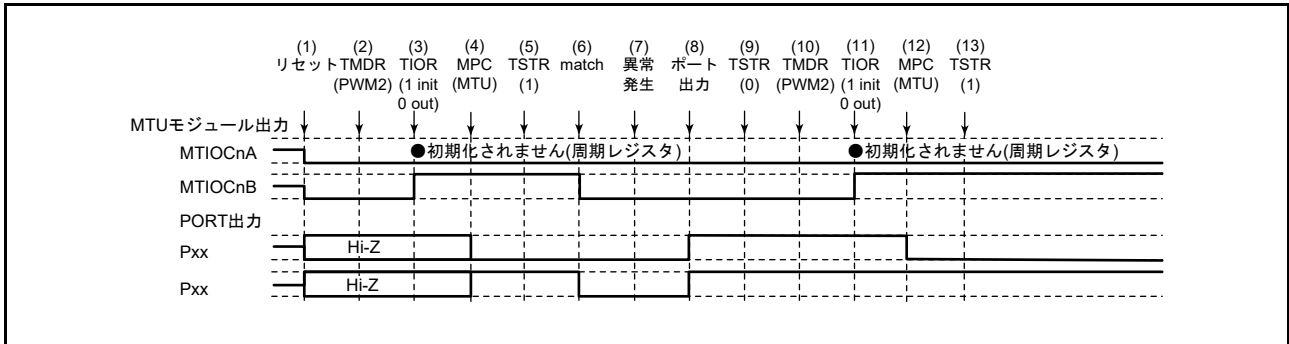 (1) (2) (3) (4) (5) (6) (7) (8) (9) (10) (11) (12) (13)
リセット TMDR TIOR MPC TSTR match 異常 ポート TSTR TMDR TIOR MPC TSTR
(PWM2) (1 init (MTU) (1) 発生 出力 (0) (PWM2) (1 init (MTU) (1)
0 out) 0 out)
MTUモジュール出力
MTIOCnA ●初期化されません(周期レジスタ) ●初期化されません(周期レジスタ)
MTIOCnB
PORT出力
Pxx Hi-Z
Pxx Hi-Z